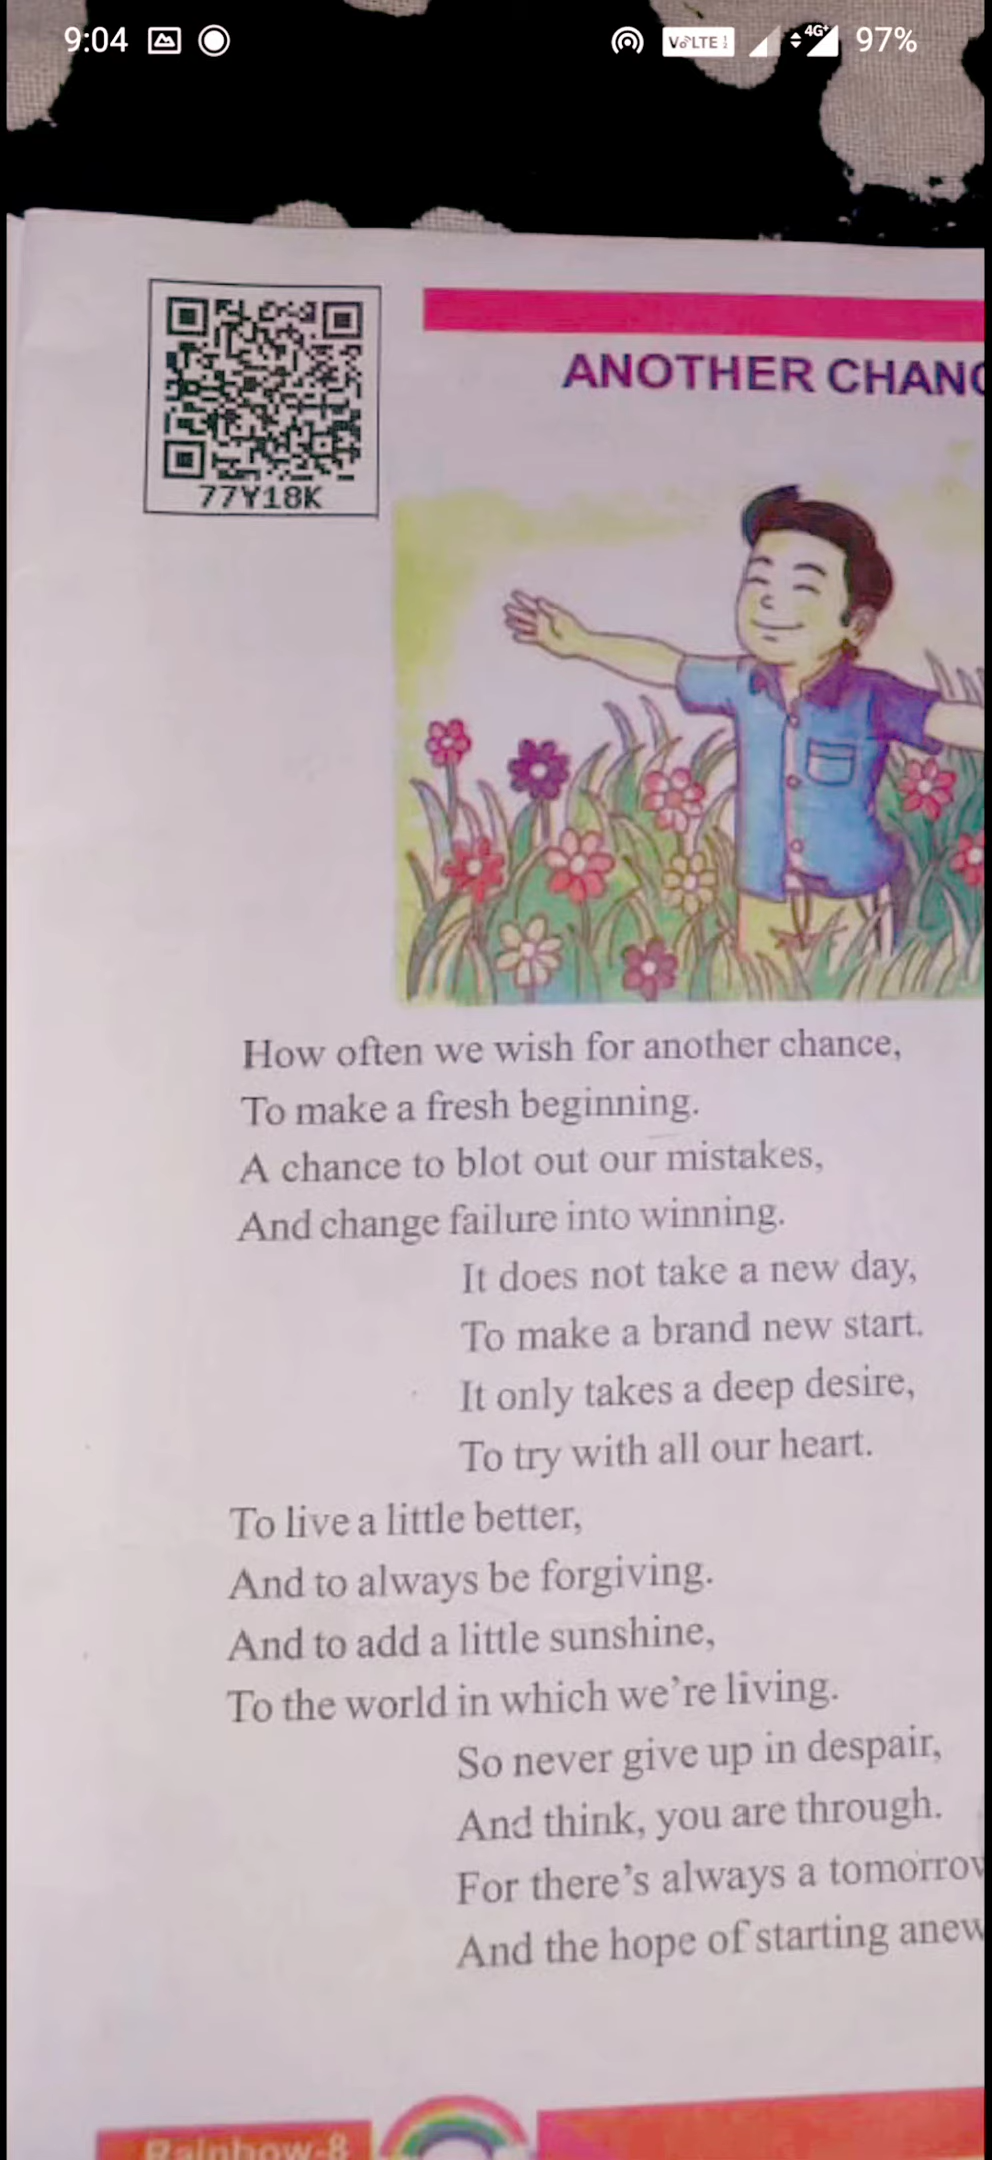 9:04
VoLTE 4G+ 97%
77Y18K
ANOTHER CHANC
How often we wish for another chance,
To make a fresh beginning.
A chance to blot out our mistakes,
And change failure into winning.
It does not take a new day,
To make a brand new start.
It only takes a deep desire,
To try with all our heart.
To live a little better,
And to always be forgiving.
And to add a little sunshine,
To the world in which we're living.
So never give up in despair,
And think, you are through.
For there's always a tomorrow
And the hope of starting anew
Rainbow-8